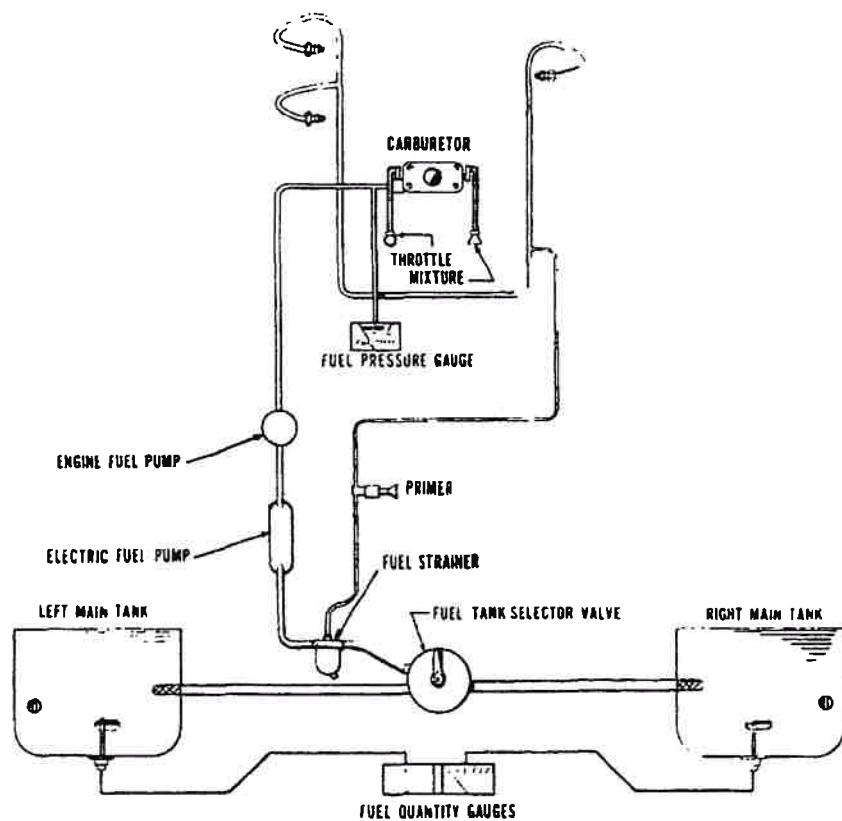 CARBURETOR
THROTTLE
MIXTURE
FUEL PRESSURE GAUGE
ENGINE FUEL PUMP
PRIMER
ELECTRIC FUEL PUMP
FUEL STRAINER
LEFT MAIN TANK
FUEL TANK SELECTOR VALVE
RIGHT MAIN TANK
FUEL QUANTITY GAUGES